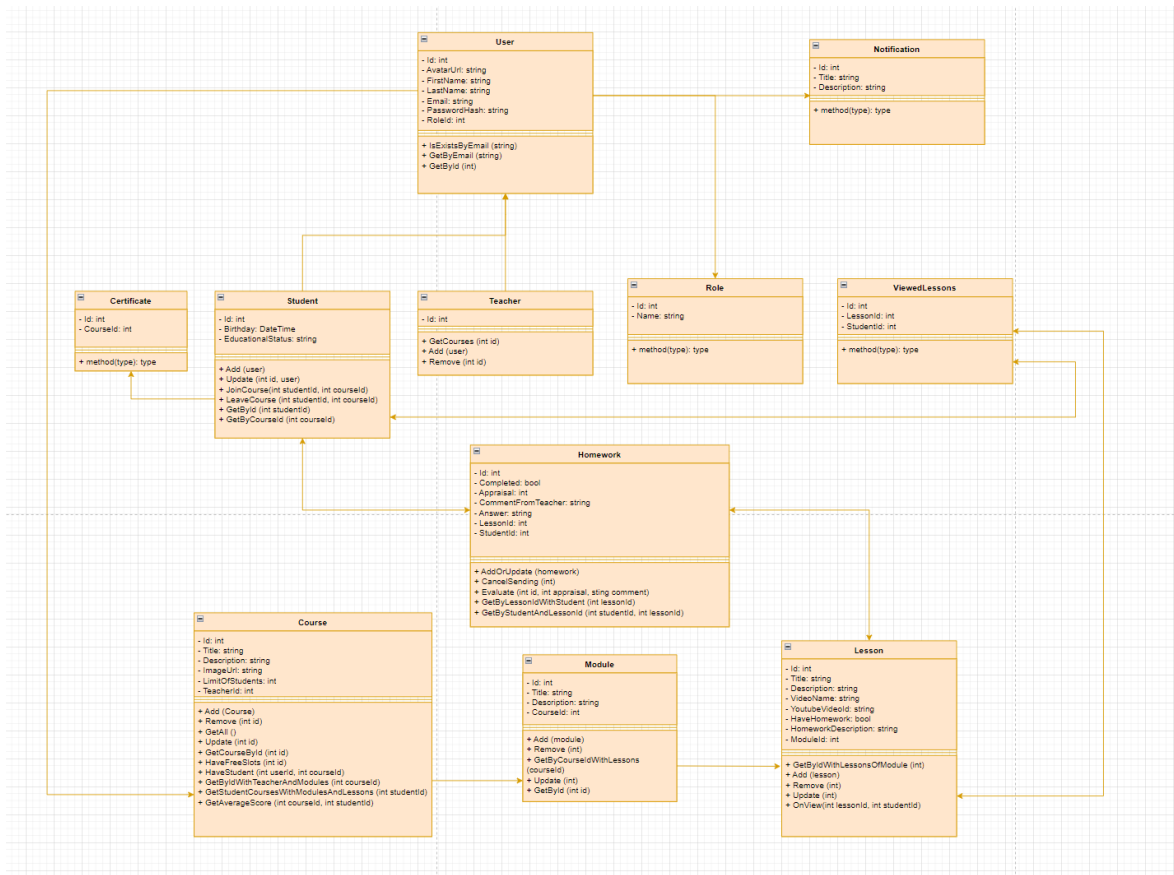 User
- Id: int
- AvatarUrl: string
- FirstName: string
- LastName: string
- Email: string
- PasswordHash: string
- RoleId: int
+ IsExistsByEmail (string)
+ GetByEmail (string)
+ GetById (int)
Notification
- Id: int
- Title: string
- Description: string
+ method(type): type
Certificate
- Id: int
- CourseId: int
+ method(type): type
Student
- Id: int
- Birthday: DateTime
- EducationalStatus: string
+ Add (user)
+ Update (int id, user)
+ JoinCourse(int studentId, int courseId)
+ LeaveCourse (int studentId, int courseId)
+ GetById (int studentId)
+ GetByCourseId (int courseId)
Teacher
- Id: int
+ GetCourses (int id)
+ Add (user)
+ Remove (int id)
Role
- Id: int
- Name: string
+ method(type): type
ViewedLessons
- Id: int
- LessonId: int
- StudentId: int
+ method(type): type
Homework
- Id: int
- Completed: bool
- Appraisal: int
- CommentFromTeacher: string
- Answer: string
- LessonId: int
- StudentId: int
+ AddOrUpdate (homework)
+ CancelSending (int)
+ Evaluate (int id, int appraisal, sting comment)
+ GetByLessonIdWithStudent (int lessonId)
+ GetByStudentAndLessonId (int studentId, int lessonId)
Course
- Id: int
- Title: string
- Description: string
- ImageUrl: string
- LimitOfStudents: int
- TeacherId: int
+ Add (Course)
+ Remove (int id)
+ GetAll ()
+ Update (int id)
+ GetCourseById (int id)
+ HaveFreeSlots (int id)
+ HaveStudent (int userId, int courseId)
+ GetByIdWithTeacherAndModules (int courseId)
+ GetStudentCoursesWithModulesAndLessons (int studentId)
+ GetAverageScore (int courseId, int studentId)
Module
- Id: int
- Title: string
- Description: string
- CourseId: int
+ Add (module)
+ Remove (int)
+ GetByCourseIdWithLessons
(courseId)
+ Update (int)
+ GetById (int id)
Lesson
- Id: int
- Title: string
- Description: string
- VideoName: string
- YoutubeVideoId: string
- HaveHomework: bool
- HomeworkDescription: string
- ModuleId: int
+ GetByIdWithLessonsOfModule (int)
+ Add (lesson)
+ Remove (int)
+ Update (int)
+ OnView(int lessonId, int studentId)